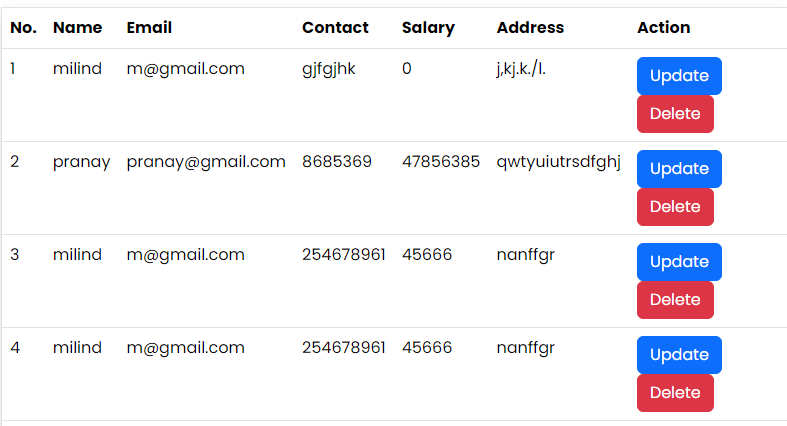 No. Name Email Contact Salary Address Action
1 milind m@gmail.com gjfgjhk 0 j,kj.k./l. Update
Delete
2 pranay pranay@gmail.com 8685369 47856385 qwtyuiutrsdfghj Update
Delete
3 milind m@gmail.com 254678961 45666 nanffgr Update
Delete
4 milind m@gmail.com 254678961 45666 nanffgr Update
Delete